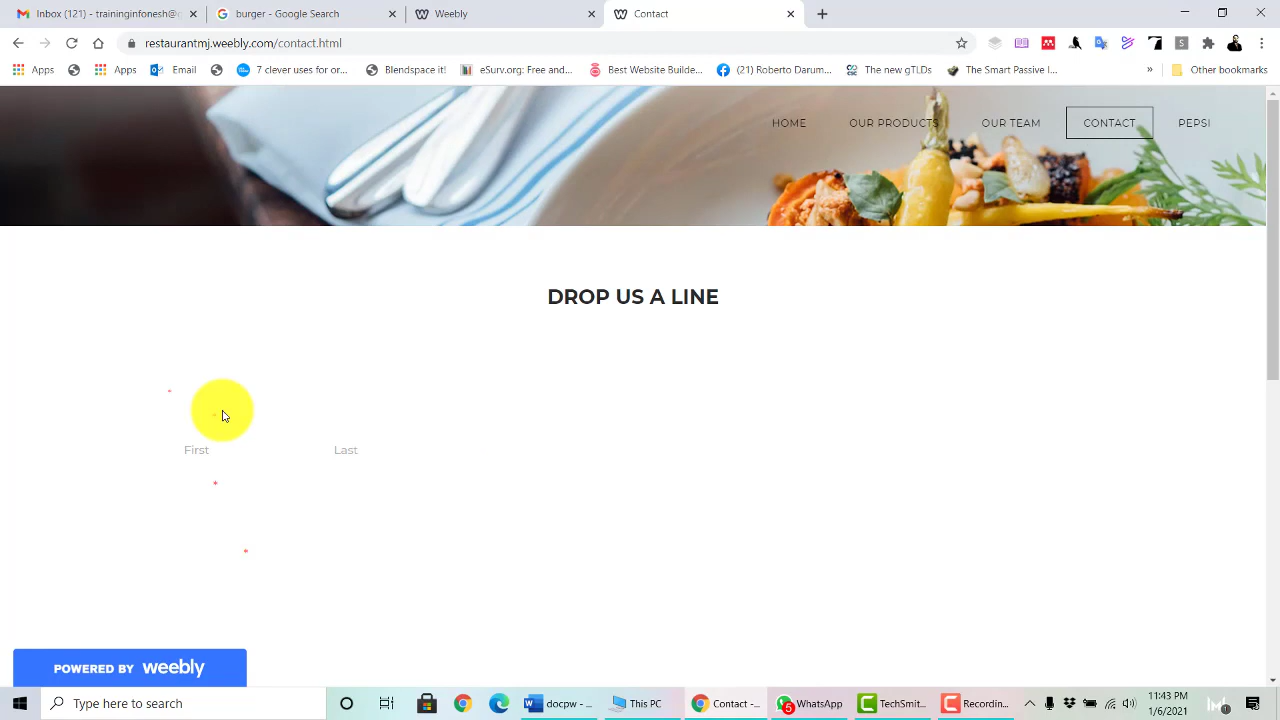 Inbox (121) - traininginfonesh@
burger - Google Search
Weebly
Contact
restaurantmj.weebly.com/contact.html
Apps
Apps
Email
7 clever uses for or...
Blendspace it!
eSurv.org: Free and...
Best Website Builde...
(21) Roberto Darum...
The new gTLDs
The Smart Passive I...
»
Other bookmarks
HOME
OUR PRODUCTS
OUR TEAM
CONTACT
PEPSI
DROP US A LINE
*
First
Last
*
*
POWERED BY weebly
Type here to search
Becpw - ...
This PC
Contact -...
5
WhatsApp
TechSmit...
Recordin...
11:43 PM
1/6/2021